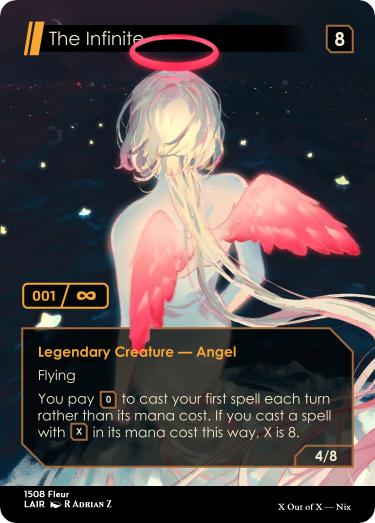 The Infinite
8
001 / ∞
Legendary Creature — Angel
Flying
You pay 0 to cast your first spell each turn
rather than its mana cost. If you cast a spell
with X in its mana cost this way, X is 8.
4/8
1508 Fleur
LAIR R Adrian Z
X Out of X — Nix